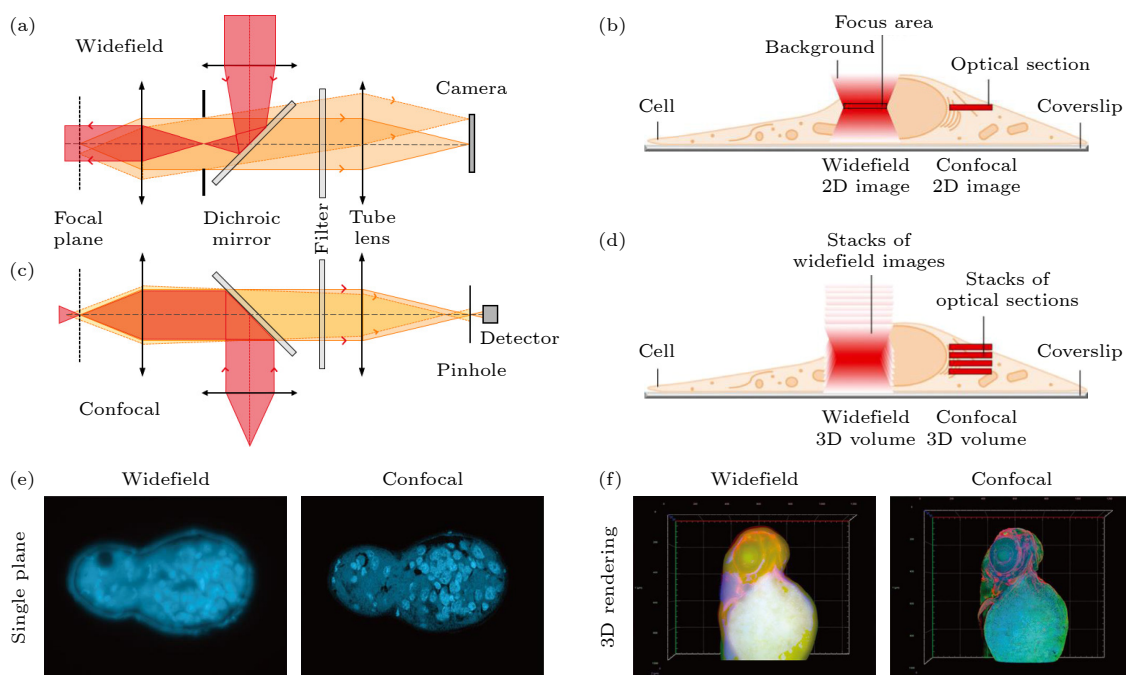 (a)
Widefield
Camera
Focal
plane
Dichroic
mirror
Filter
Tube
lens
(b)
Focus area
Background
Optical section
Cell
Coverslip
Widefield
2D image
Confocal
2D image
(c)
Detector
Pinhole
Confocal
(d)
Stacks of
widefield images
Stacks of
optical sections
Cell
Coverslip
Widefield
3D volume
Confocal
3D volume
(e)
Widefield
Confocal
Single plane
(f)
Widefield
Confocal
3D rendering